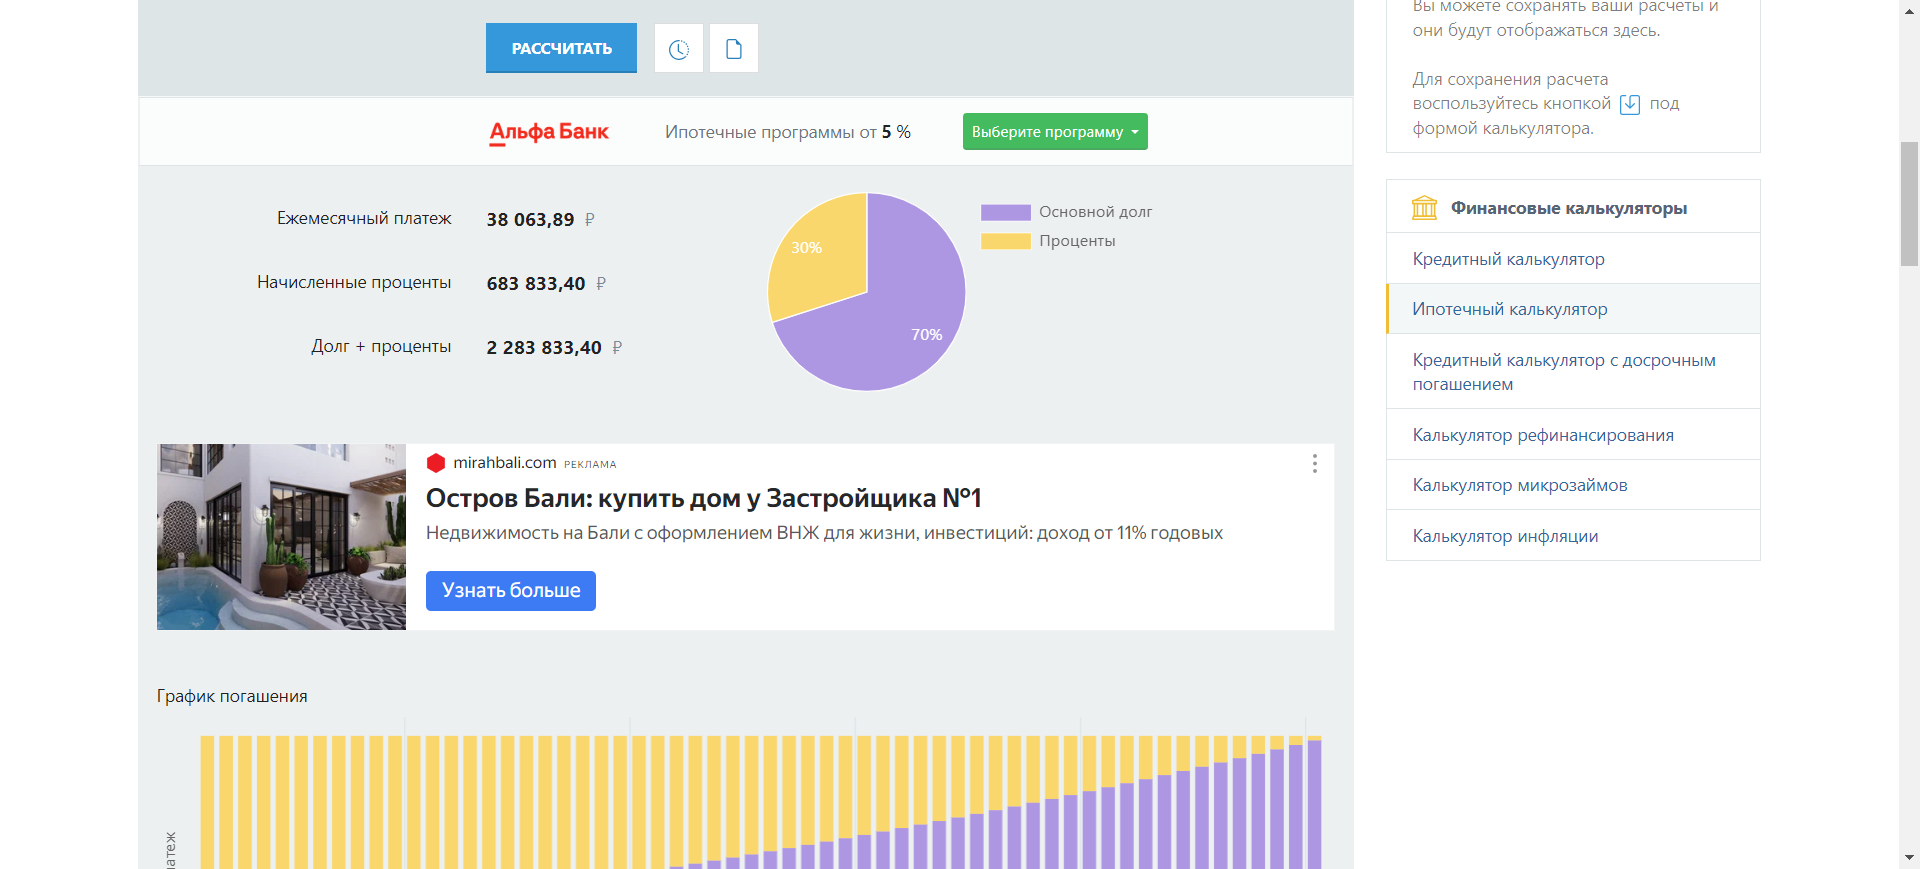 РАССЧИТАТЬ
Альфа Банк
Ипотечные программы от 5 %
Выберите программу
Ежемесячный платеж
38 063,89 ₽
Начисленные проценты
683 833,40 ₽
Долг + проценты
2 283 833,40 ₽
30%
70%
Основной долг
Проценты
mirahbali.com РЕКЛАМА
Остров Бали: купить дом у Застройщика №1
Недвижимость на Бали с оформлением ВНЖ для жизни, инвестиций: доход от 11% годовых
Узнать больше
График погашения
Вы можете сохранять ваши расчеты и
они будут отображаться здесь.
Для сохранения расчета
воспользуйтесь кнопкой под
формой калькулятора.
Финансовые калькуляторы
Кредитный калькулятор
Ипотечный калькулятор
Кредитный калькулятор с досрочным
погашением
Калькулятор рефинансирования
Калькулятор микрозаймов
Калькулятор инфляции